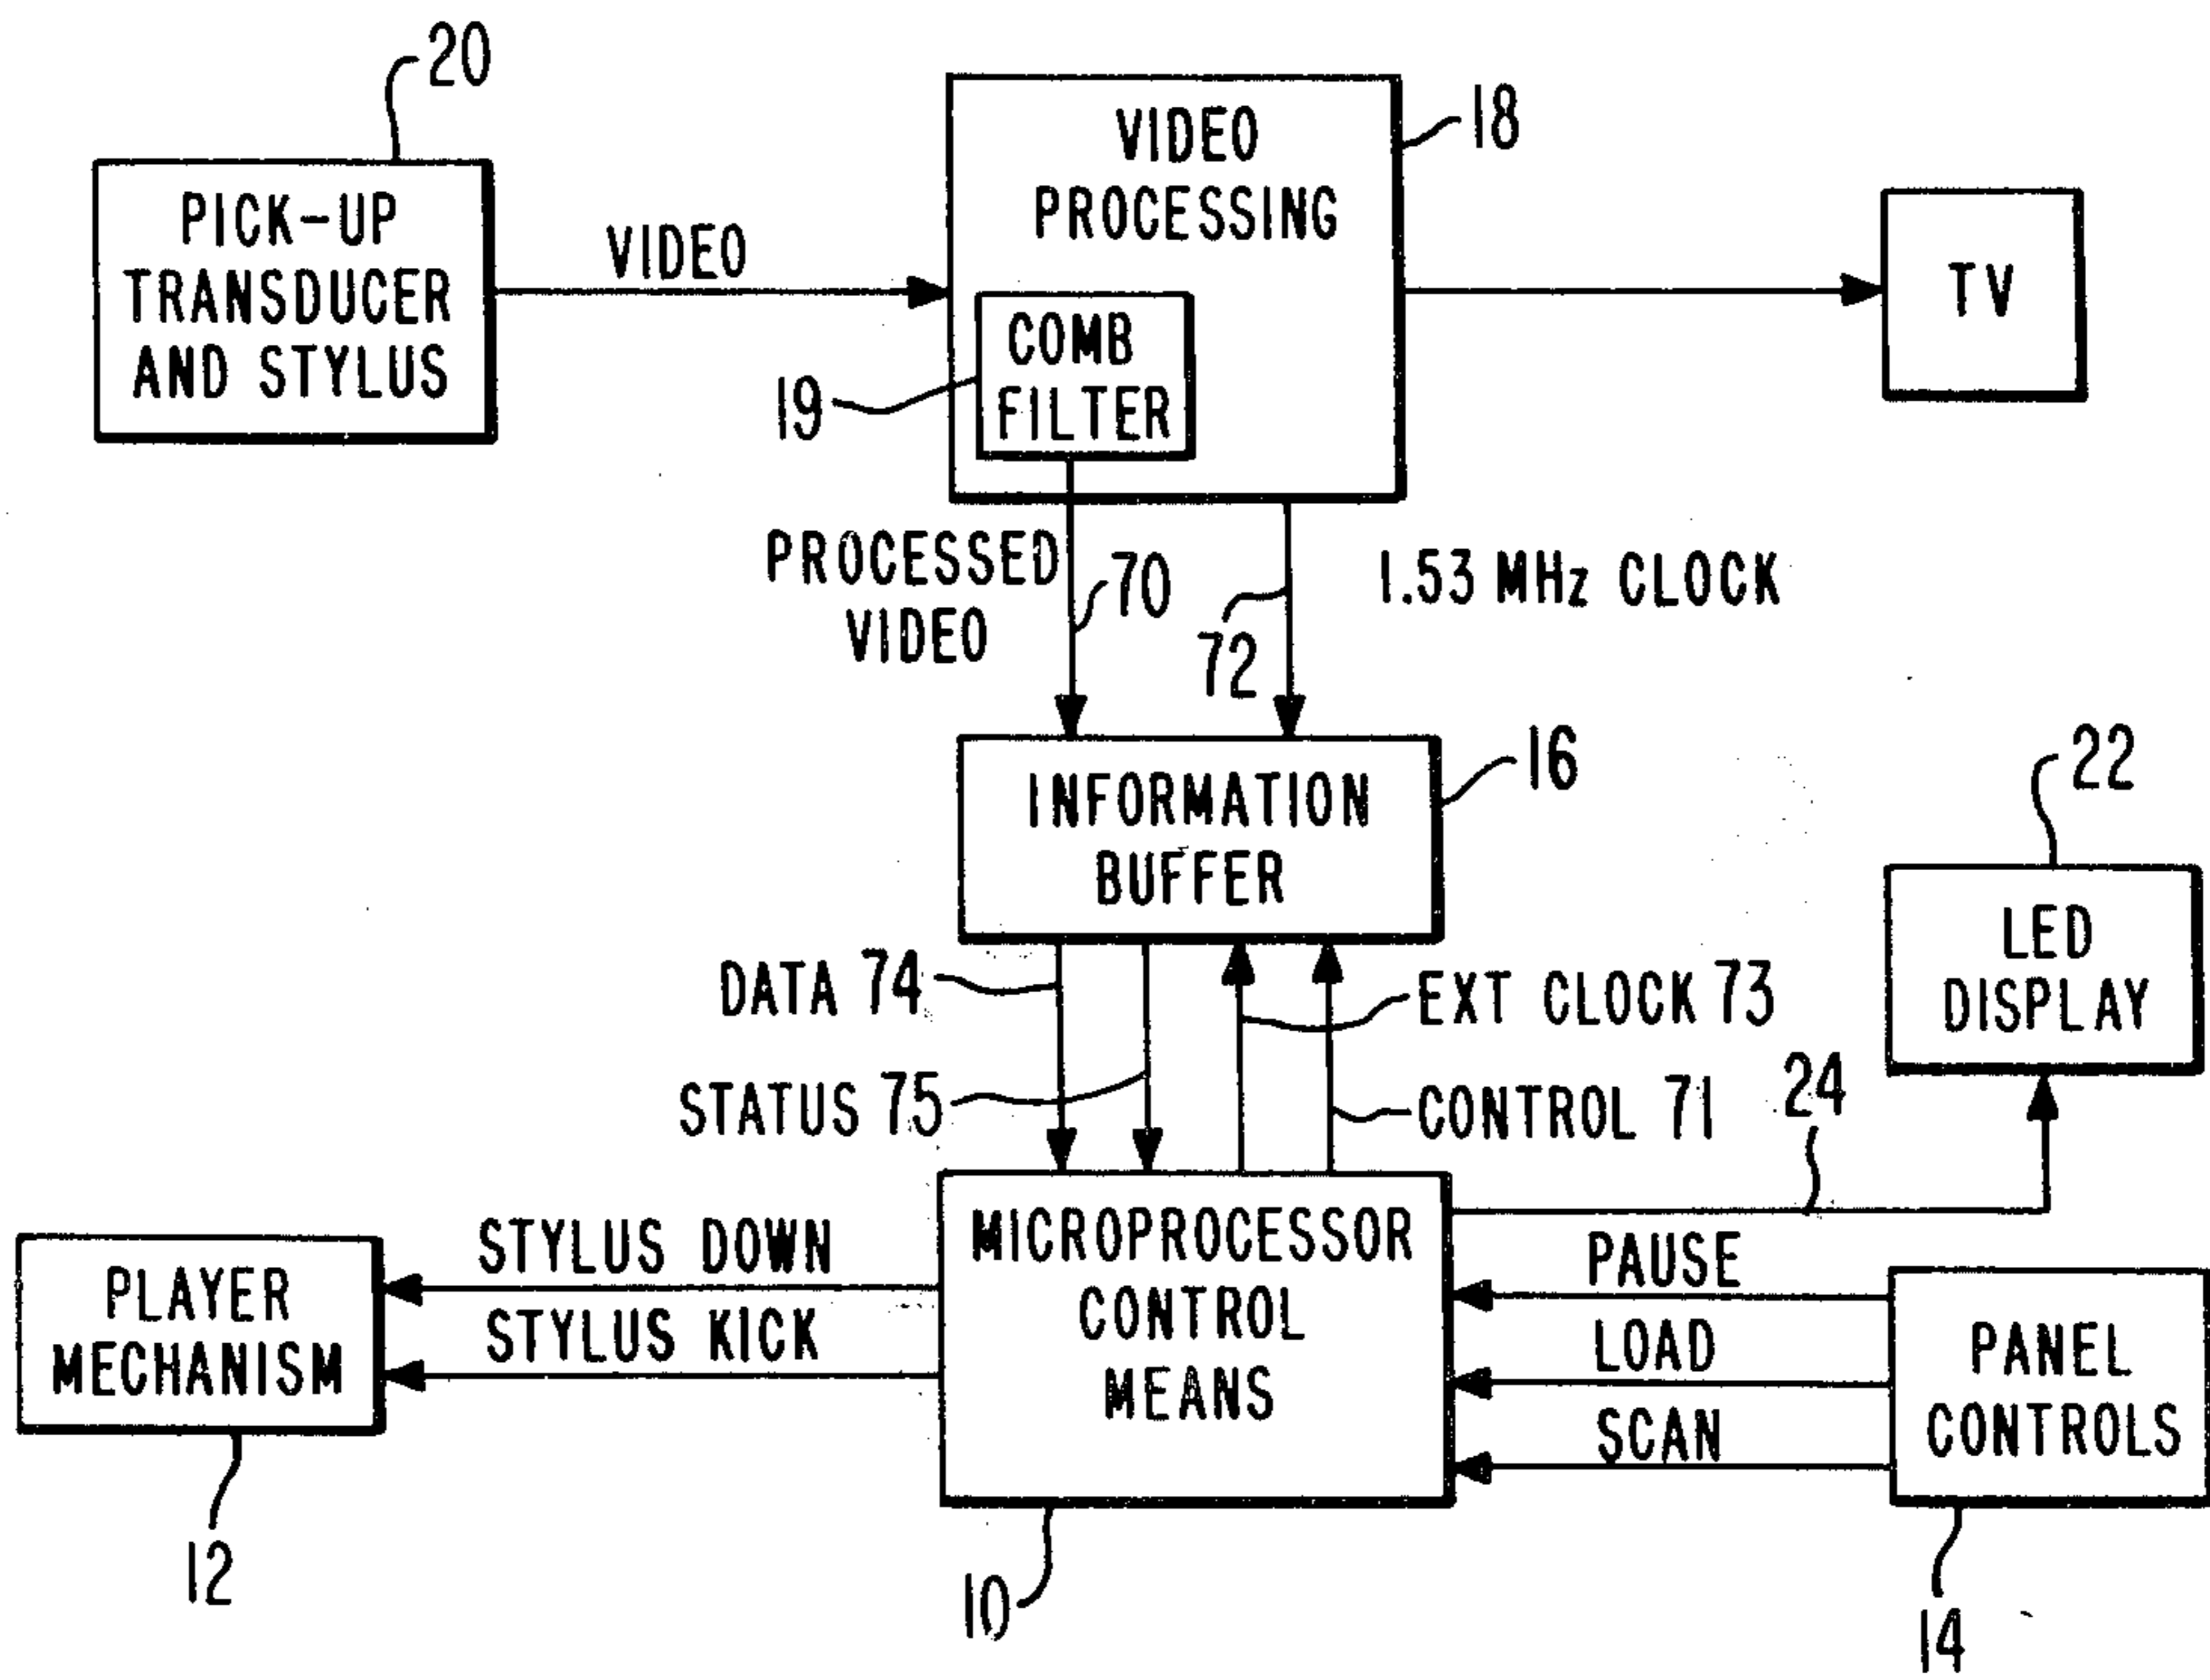 20
PICK-UP
TRANSDUCER
AND STYLUS
VIDEO
VIDEO
PROCESSING
18
COMB
FILTER
19
TV
PROCESSED
VIDEO
70
72
1.53 MHz CLOCK
INFORMATION
BUFFER
16
22
LED
DISPLAY
DATA 74
EXT CLOCK 73
STATUS 75
CONTROL 71
24
PLAYER
MECHANISM
12
STYLUS DOWN
STYLUS KICK
MICROPROCESSOR
CONTROL
MEANS
10
PAUSE
LOAD
SCAN
PANEL
CONTROLS
14